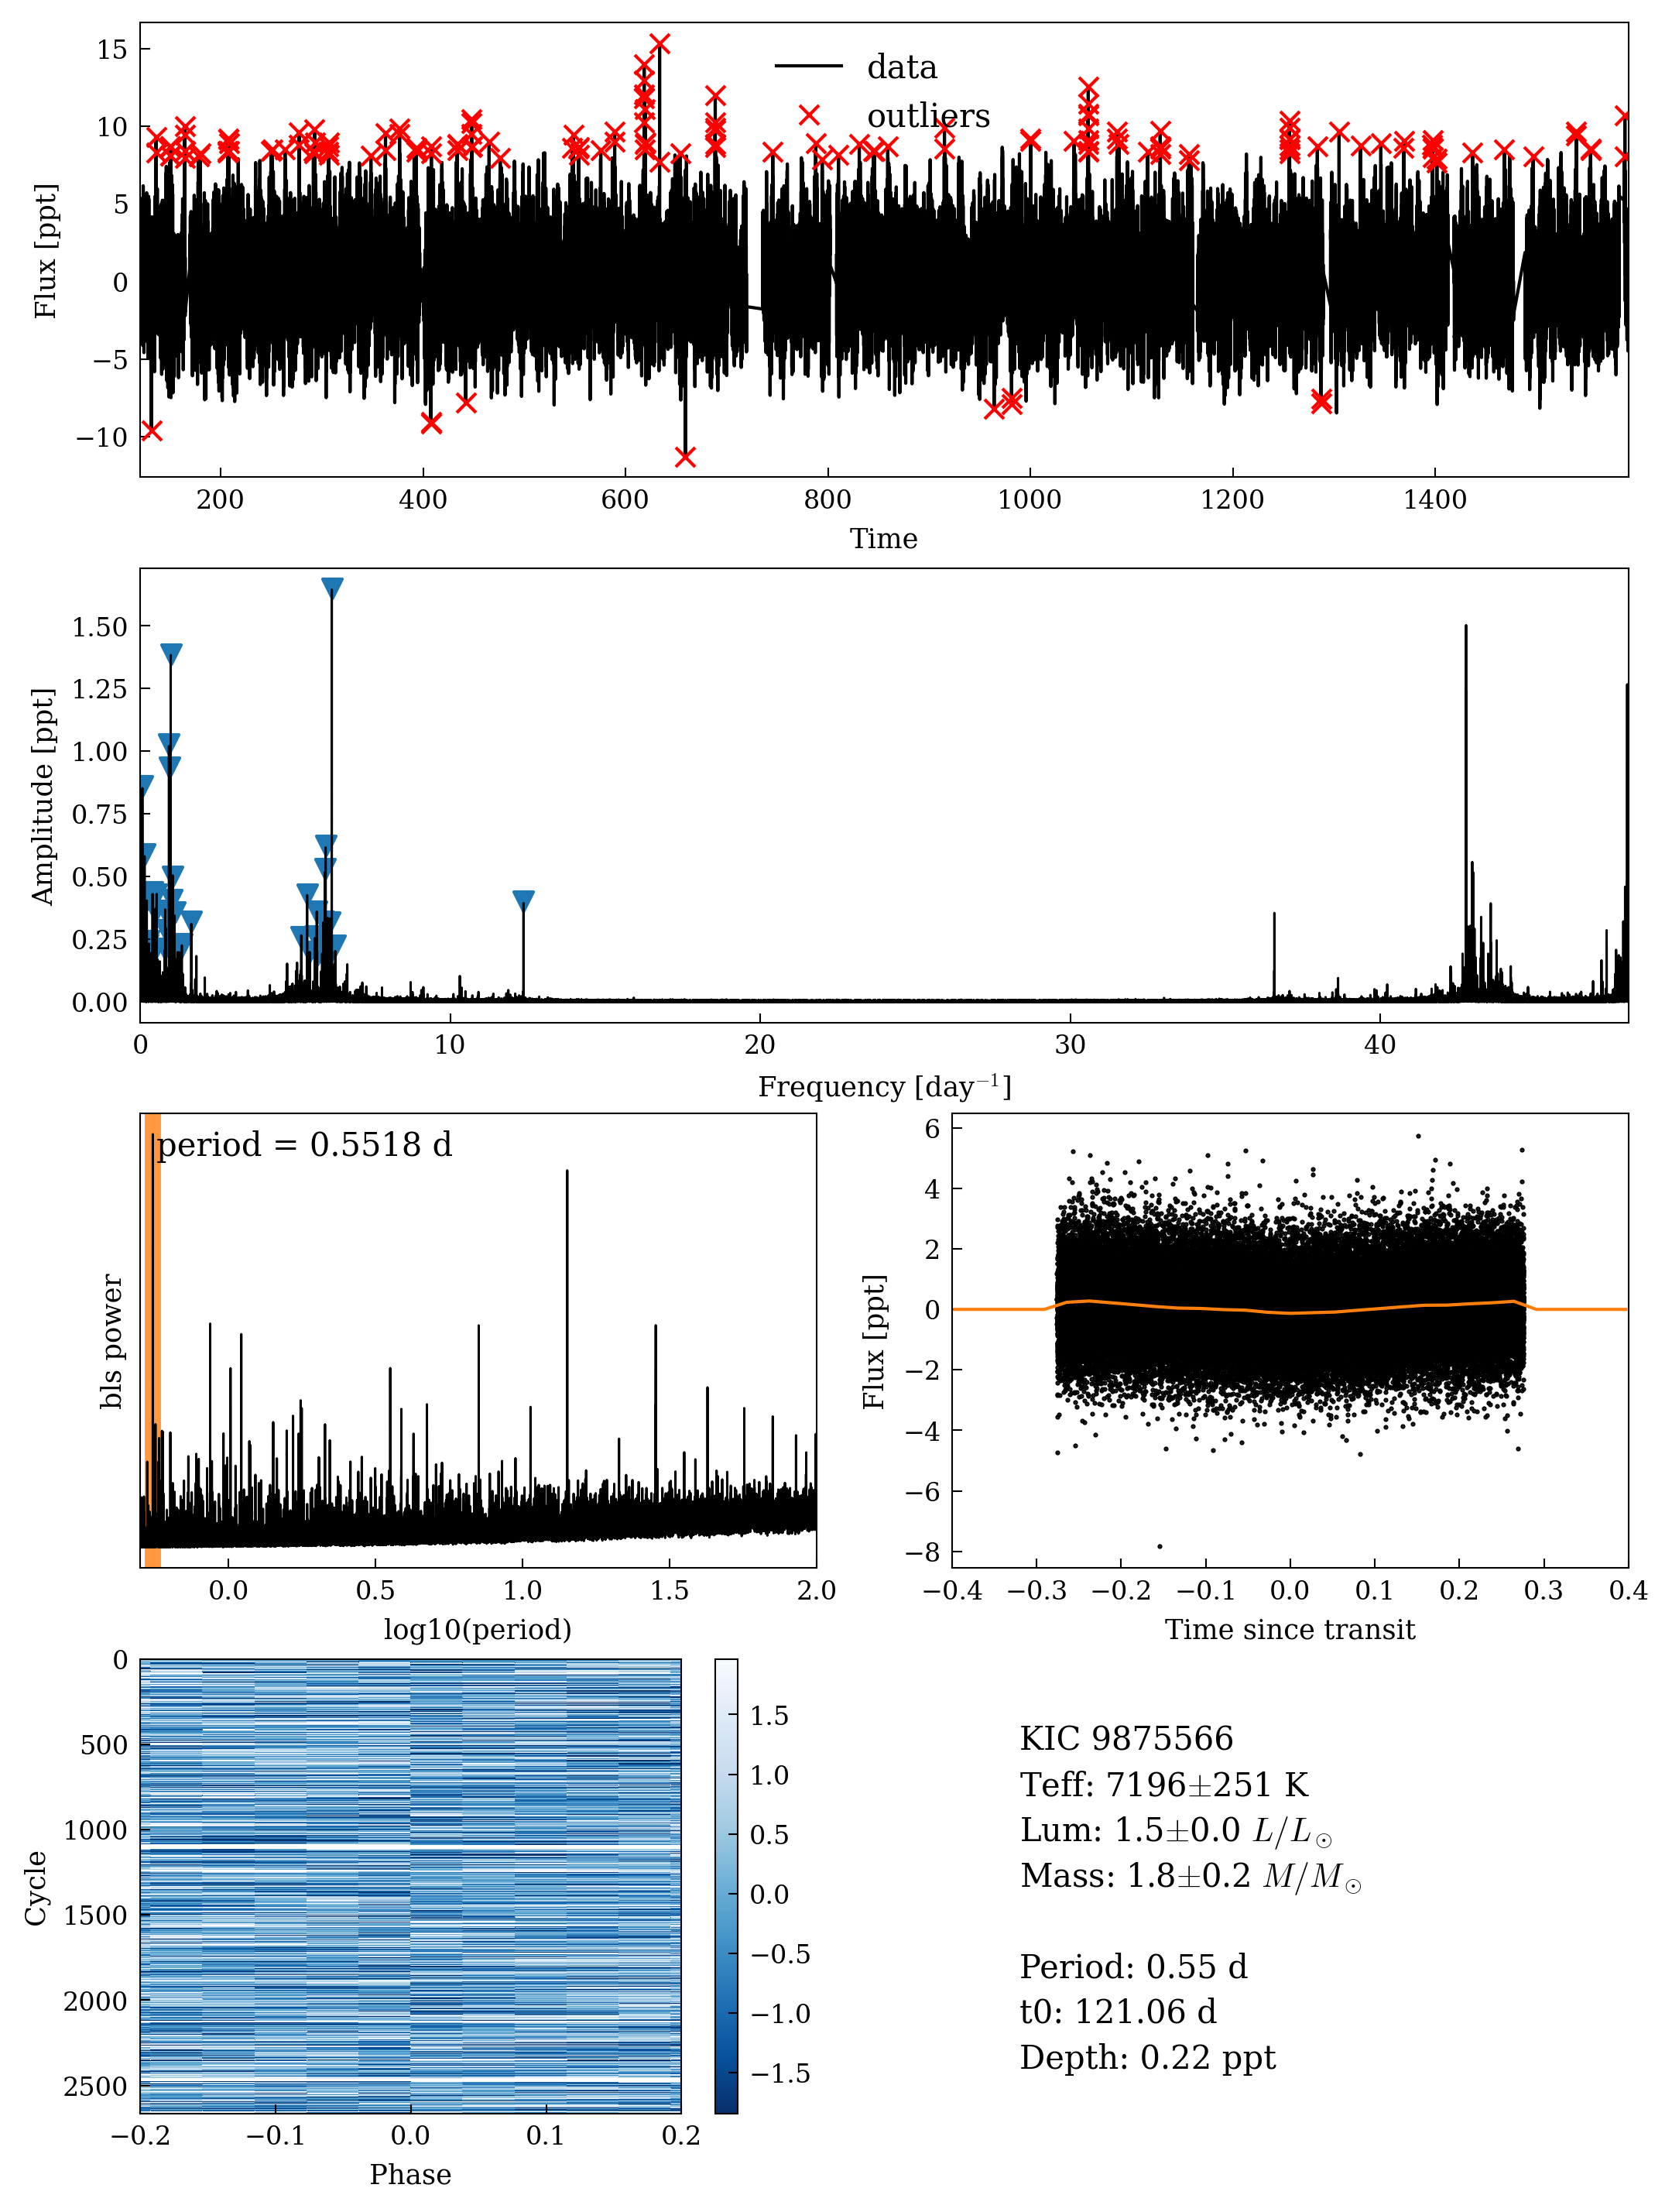 15
10
5
0
−5
−10
Flux [ppt]
data
outliers
200 400 600 800 1000 1200 1400
Time
1.50
1.25
1.00
0.75
0.50
0.25
0.00
Amplitude [ppt]
0 10 20 30 40
Frequency [day⁻¹]
period = 0.5518 d
bls power
0.0 0.5 1.0 1.5 2.0
log10(period)
6
4
2
0
−2
−4
−6
−8
Flux [ppt]
−0.4 −0.3 −0.2 −0.1 0.0 0.1 0.2 0.3 0.4
Time since transit
0
500
1000
1500
2000
2500
Cycle
−0.2 −0.1 0.0 0.1 0.2
Phase
1.5
1.0
0.5
0.0
−0.5
−1.0
−1.5
KIC 9875566
Teff: 7196±251 K
Lum: 1.5±0.0 L/L☉
Mass: 1.8±0.2 M/M☉
Period: 0.55 d
t0: 121.06 d
Depth: 0.22 ppt